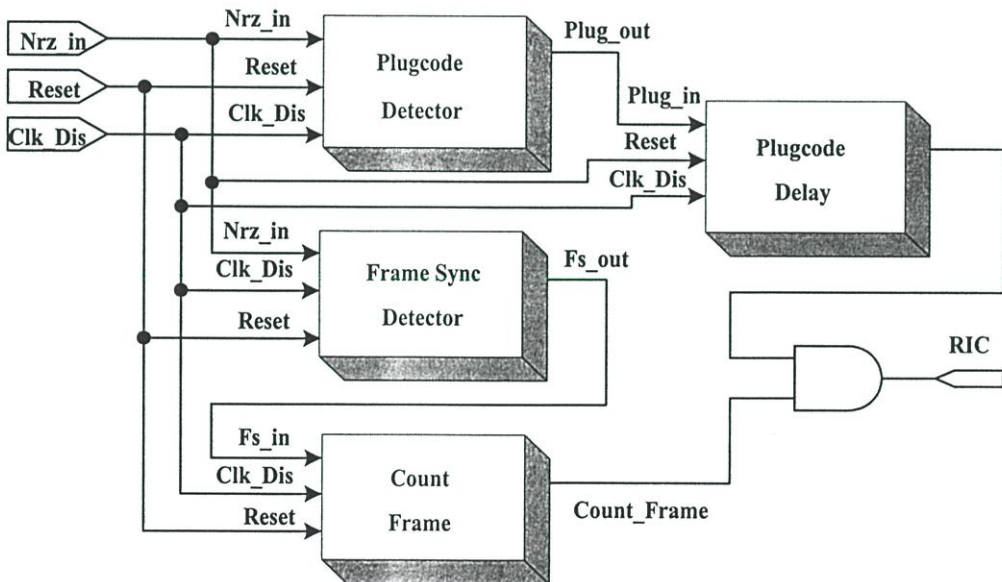 Nrz_in
Reset
Clk_Dis
Nrz_in
Reset
Clk_Dis
Plugcode
Detector
Plug_out
Plug_in
Reset
Clk_Dis
Plugcode
Delay
Nrz_in
Clk_Dis
Reset
Frame Sync
Detector
Fs_out
RIC
Fs_in
Clk_Dis
Reset
Count
Frame
Count_Frame